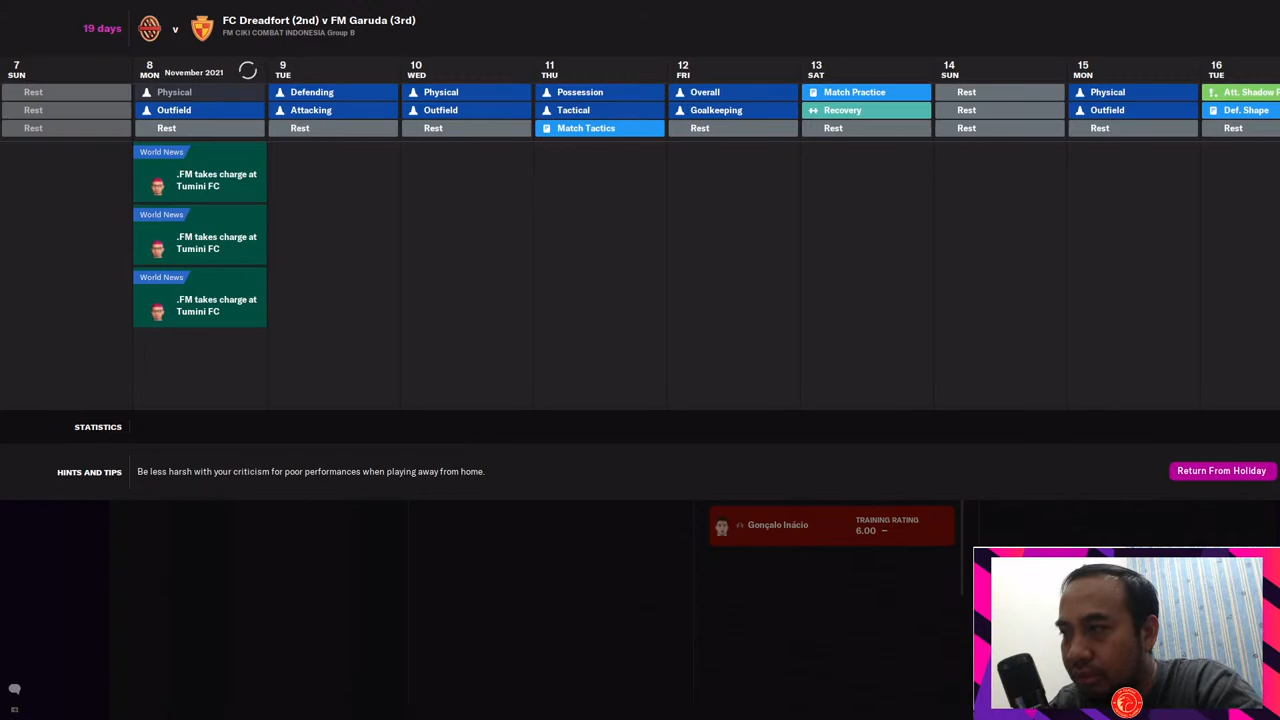 19 days
FC Dreadfort (2nd) v FM Garuda (3rd)
v
FM CIKI COMBAT INDONESIA Group B
7
SUN
8
MON
November 2021
9
TUE
10
WED
11
THU
12
FRI
13
SAT
14
SUN
15
MON
16
TUE
Rest
Physical
Defending
Physical
Possession
Overall
Match Practice
Rest
Physical
Att. Shadow P
Rest
Outfield
Attacking
Outfield
Tactical
Goalkeeping
Recovery
Rest
Outfield
Def. Shape
Rest
Rest
Rest
Rest
Match Tactics
Rest
Rest
Rest
Rest
Rest
World News
.FM takes charge at
Tumini FC
World News
.FM takes charge at
Tumini FC
World News
.FM takes charge at
Tumini FC
STATISTICS
HINTS AND TIPS
Be less harsh with your criticism for poor performances when playing away from home.
Return From Holiday
Gonçalo Inácio
TRAINING RATING
6.00 –